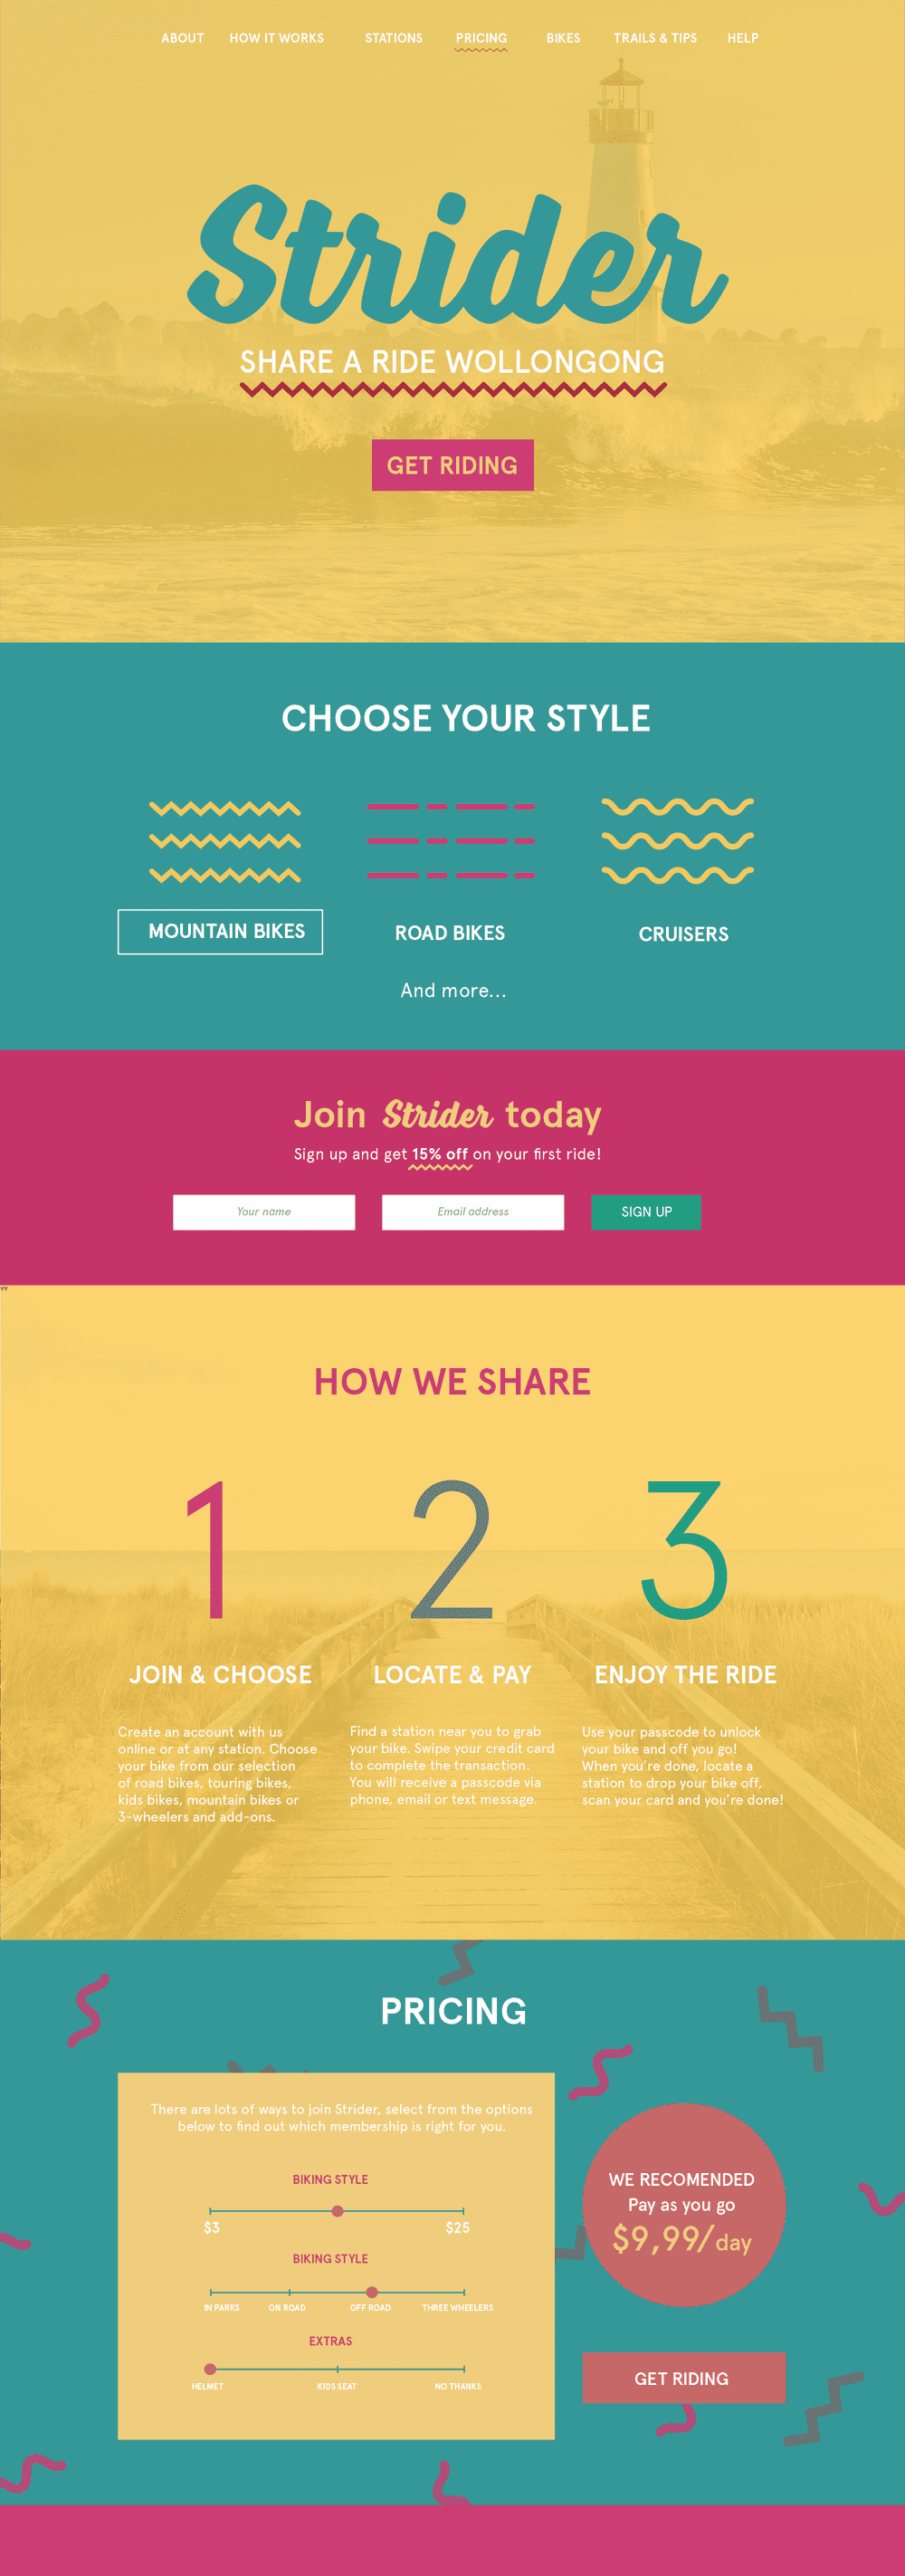 ABOUT HOW IT WORKS STATIONS PRICING BIKES TRAILS & TIPS HELP
Strider
SHARE A RIDE WOLLONGONG
GET RIDING
CHOOSE YOUR STYLE
MOUNTAIN BIKES
ROAD BIKES
CRUISERS
And more...
Join Strider today
Sign up and get 15% off on your first ride!
Your name
Email address
SIGN UP
HOW WE SHARE
1
JOIN & CHOOSE
Create an account with us
online or at any station. Choose
your bike from our selection
of road bikes, touring bikes,
kids bikes, mountain bikes or
3-wheelers and add-ons.
2
LOCATE & PAY
Find a station near you to grab
your bike. Swipe your credit card
to complete the transaction.
You will receive a passcode via
phone, email or text message.
3
ENJOY THE RIDE
Use your passcode to unlock
your bike and off you go!
When you're done, locate a
station to drop your bike off,
scan your card and you're done!
PRICING
There are lots of ways to join Strider, select from the options
below to find out which membership is right for you.
BIKING STYLE
$3 $25
BIKING STYLE
IN PARKS ON ROAD OFF ROAD THREE WHEELERS
EXTRAS
HELMET KIDS SEAT NO THANKS
WE RECOMENDED
Pay as you go
$9,99/day
GET RIDING